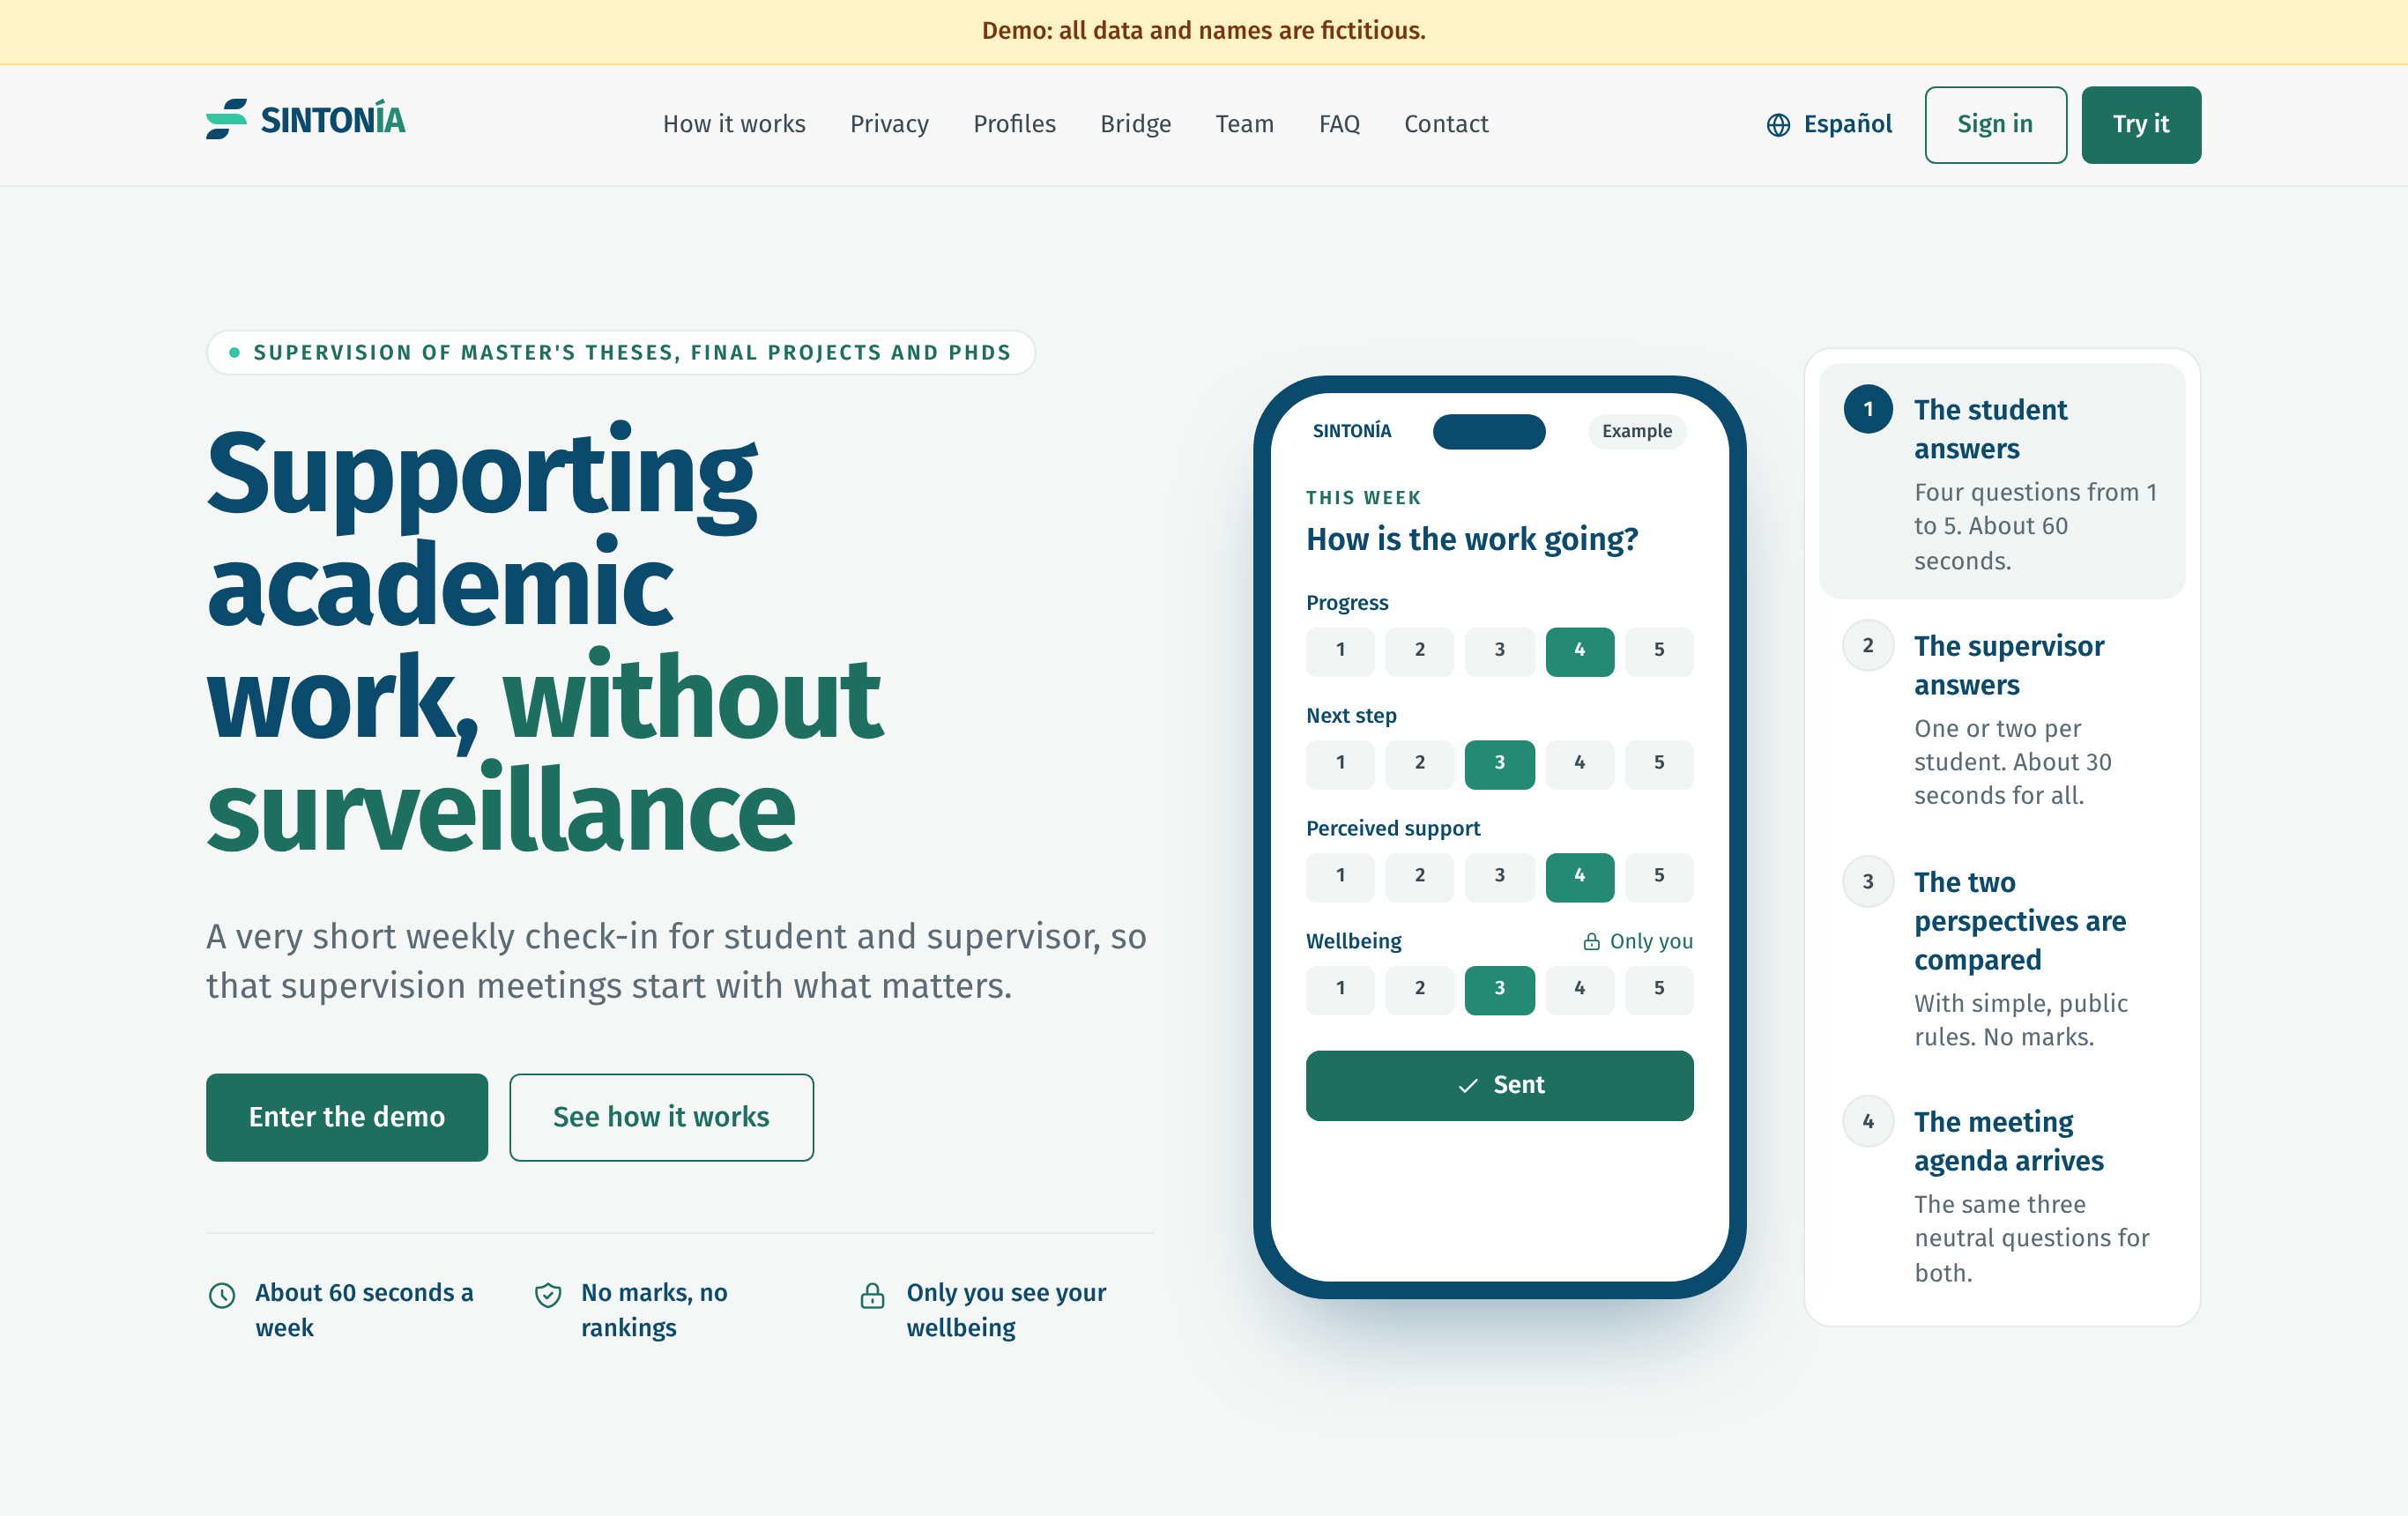 Demo: all data and names are fictitious.
SINTONÍA
How it works
Privacy
Profiles
Bridge
Team
FAQ
Contact
Español
Sign in
Try it
SUPERVISION OF MASTER'S THESES, FINAL PROJECTS AND PHDS
Supporting
academic
work, without
surveillance
A very short weekly check-in for student and supervisor, so
that supervision meetings start with what matters.
Enter the demo
See how it works
About 60 seconds a
week
No marks, no
rankings
Only you see your
wellbeing
SINTONÍA
Example
THIS WEEK
How is the work going?
Progress
1 2 3 4 5
Next step
1 2 3 4 5
Perceived support
1 2 3 4 5
Wellbeing
Only you
1 2 3 4 5
Sent
1
The student
answers
Four questions from 1
to 5. About 60
seconds.
2
The supervisor
answers
One or two per
student. About 30
seconds for all.
3
The two
perspectives are
compared
With simple, public
rules. No marks.
4
The meeting
agenda arrives
The same three
neutral questions for
both.